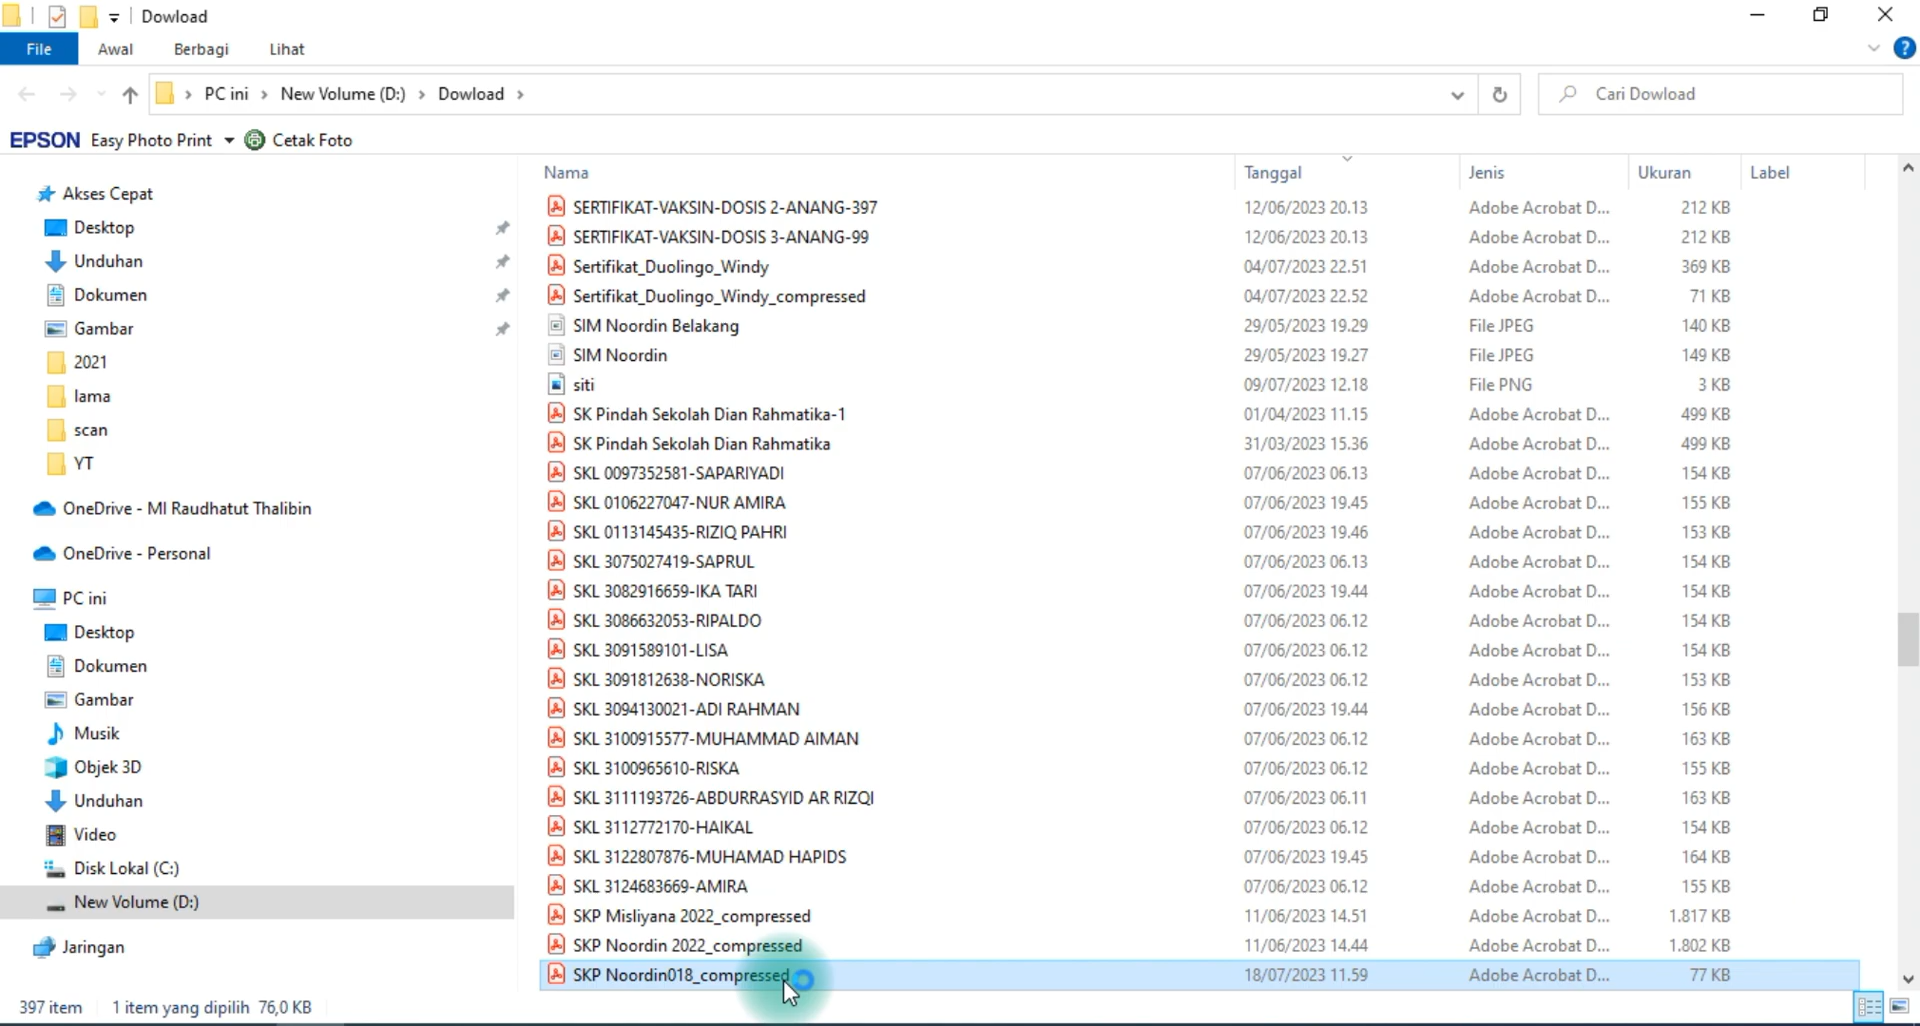 Dowload
File Awal Berbagi Lihat
PC ini New Volume (D:) Dowload Cari Dowload
EPSON Easy Photo Print Cetak Foto
Akses Cepat
Desktop
Unduhan
Dokumen
Gambar
2021
lama
scan
YT
OneDrive - MI Raudhatut Thalibin
OneDrive - Personal
PC ini
Desktop
Dokumen
Gambar
Musik
Objek 3D
Unduhan
Video
Disk Lokal (C:)
New Volume (D:)
Jaringan
Nama Tanggal Jenis Ukuran Label
SERTIFIKAT-VAKSIN-DOSIS 2-ANANG-397 12/06/2023 20.13 Adobe Acrobat D... 212 KB
SERTIFIKAT-VAKSIN-DOSIS 3-ANANG-99 12/06/2023 20.13 Adobe Acrobat D... 212 KB
Sertifikat_Duolingo_Windy 04/07/2023 22.51 Adobe Acrobat D... 369 KB
Sertifikat_Duolingo_Windy_compressed 04/07/2023 22.52 Adobe Acrobat D... 71 KB
SIM Noordin Belakang 29/05/2023 19.29 File JPEG 140 KB
SIM Noordin 29/05/2023 19.27 File JPEG 149 KB
siti 09/07/2023 12.18 File PNG 3 KB
SK Pindah Sekolah Dian Rahmatika-1 01/04/2023 11.15 Adobe Acrobat D... 499 KB
SK Pindah Sekolah Dian Rahmatika 31/03/2023 15.36 Adobe Acrobat D... 499 KB
SKL 0097352581-SAPARIYADI 07/06/2023 06.13 Adobe Acrobat D... 154 KB
SKL 0106227047-NUR AMIRA 07/06/2023 19.45 Adobe Acrobat D... 155 KB
SKL 0113145435-RIZIQ PAHRI 07/06/2023 19.46 Adobe Acrobat D... 153 KB
SKL 3075027419-SAPRUL 07/06/2023 06.13 Adobe Acrobat D... 154 KB
SKL 3082916659-IKA TARI 07/06/2023 19.44 Adobe Acrobat D... 154 KB
SKL 3086632053-RIPALDO 07/06/2023 06.12 Adobe Acrobat D... 154 KB
SKL 3091589101-LISA 07/06/2023 06.12 Adobe Acrobat D... 154 KB
SKL 3091812638-NORISKA 07/06/2023 06.12 Adobe Acrobat D... 153 KB
SKL 3094130021-ADI RAHMAN 07/06/2023 19.44 Adobe Acrobat D... 156 KB
SKL 3100915577-MUHAMMAD AIMAN 07/06/2023 06.12 Adobe Acrobat D... 163 KB
SKL 3100965610-RISKA 07/06/2023 06.12 Adobe Acrobat D... 155 KB
SKL 3111193726-ABDURRASYID AR RIZQI 07/06/2023 06.11 Adobe Acrobat D... 163 KB
SKL 3112772170-HAIKAL 07/06/2023 06.12 Adobe Acrobat D... 154 KB
SKL 3122807876-MUHAMAD HAPIDS 07/06/2023 19.45 Adobe Acrobat D... 164 KB
SKL 3124683669-AMIRA 07/06/2023 06.12 Adobe Acrobat D... 155 KB
SKP Misliyana 2022_compressed 11/06/2023 14.51 Adobe Acrobat D... 1.817 KB
SKP Noordin 2022_compressed 11/06/2023 14.44 Adobe Acrobat D... 1.802 KB
SKP Noordin018_compressed 18/07/2023 11.59 Adobe Acrobat D... 77 KB
397 item 1 item yang dipilih 76,0 KB